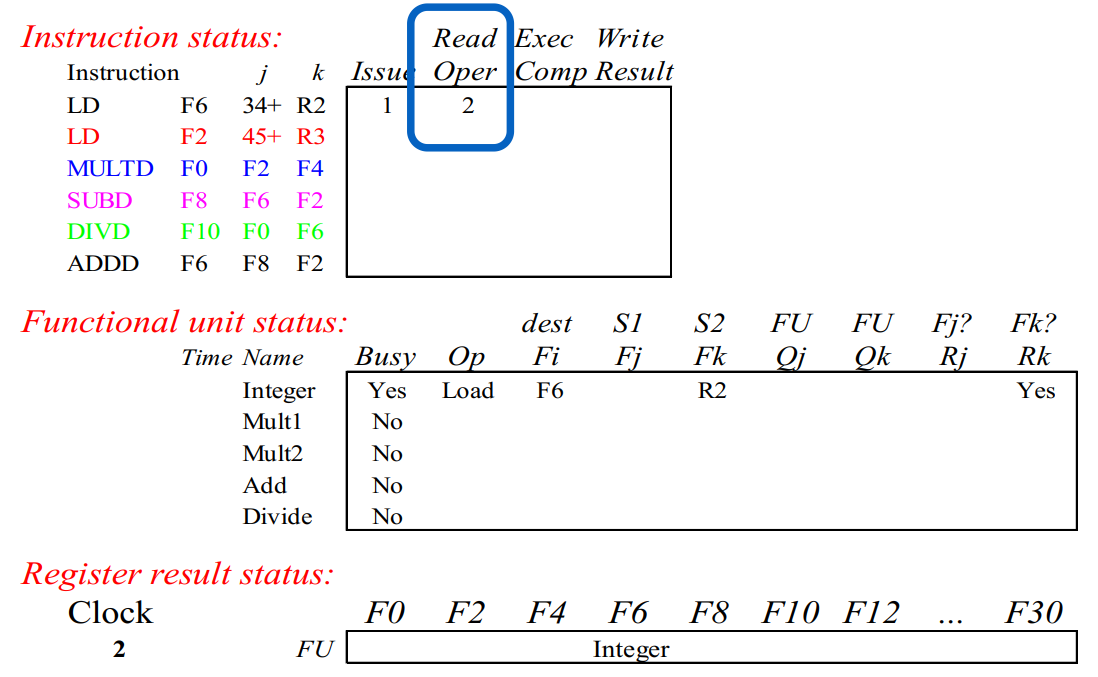 Instruction status: Read Exec Write
Instruction j k Issue Oper Comp Result
LD F6 34+ R2 1 2
LD F2 45+ R3
MULTD F0 F2 F4
SUBD F8 F6 F2
DIVD F10 F0 F6
ADDD F6 F8 F2
Functional unit status: dest S1 S2 FU FU Fj? Fk?
Time Name Busy Op Fi Fj Fk Qj Qk Rj Rk
Integer Yes Load F6 R2 Yes
Mult1 No
Mult2 No
Add No
Divide No
Register result status:
Clock F0 F2 F4 F6 F8 F10 F12 ... F30
2 FU Integer